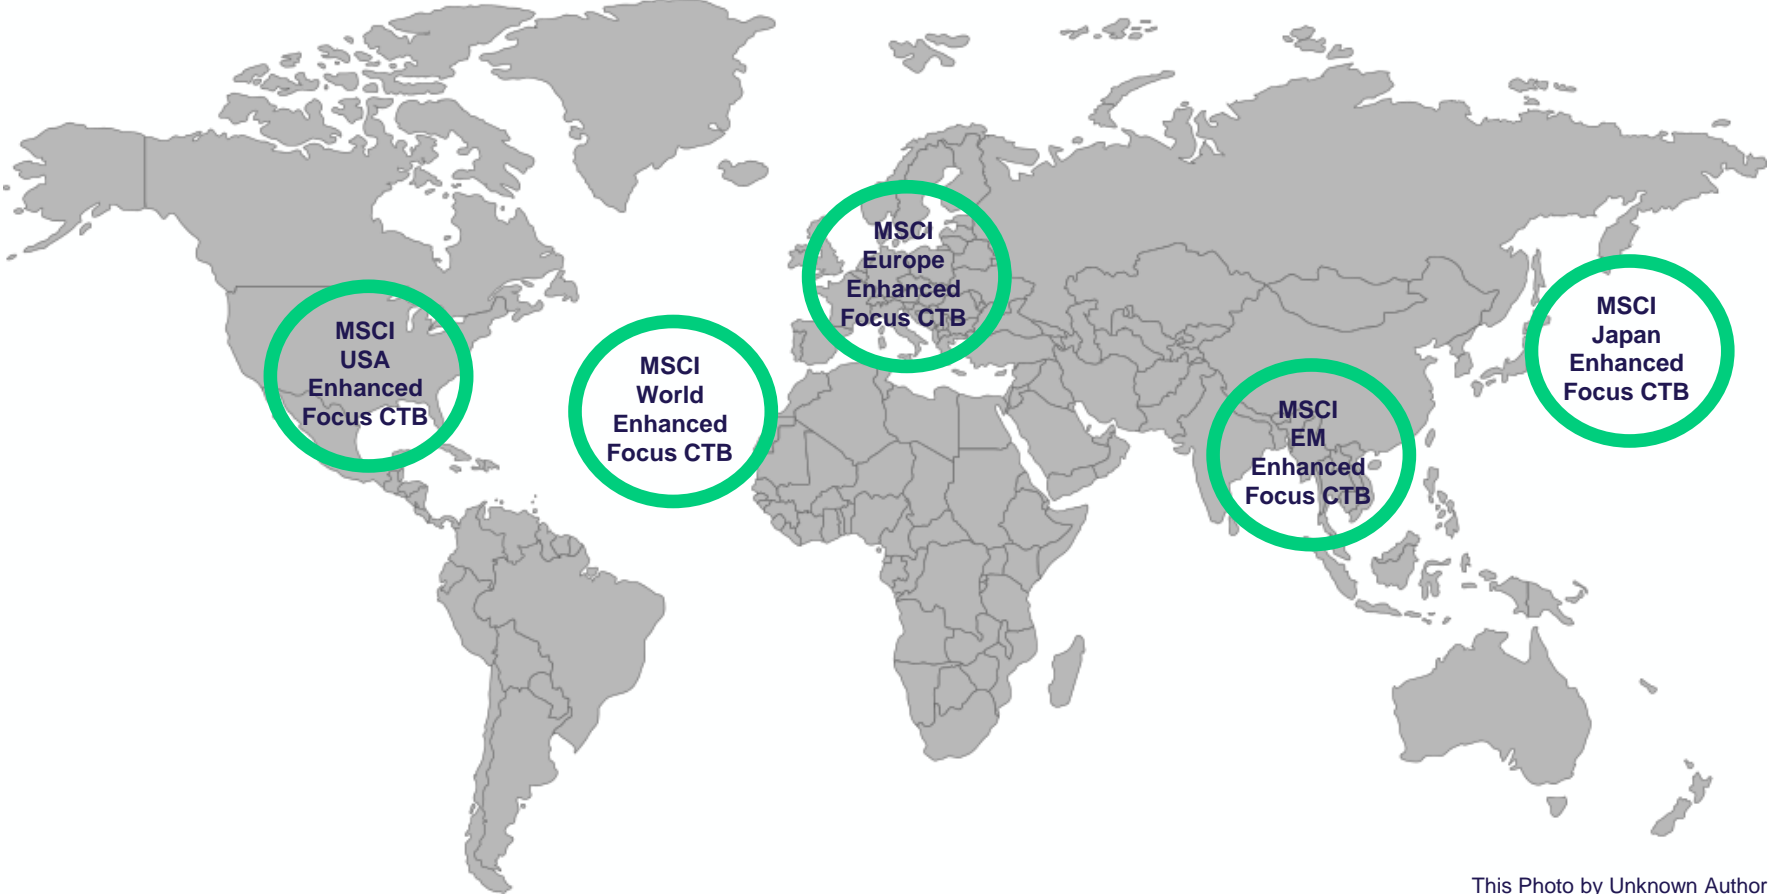 MSCI
USA
Enhanced
Focus CTB
MSCI
World
Enhanced
Focus CTB
MSCI
Europe
Enhanced
Focus CTB
MSCI
EM
Enhanced
Focus CTB
MSCI
Japan
Enhanced
Focus CTB
This Photo by Unknown Author